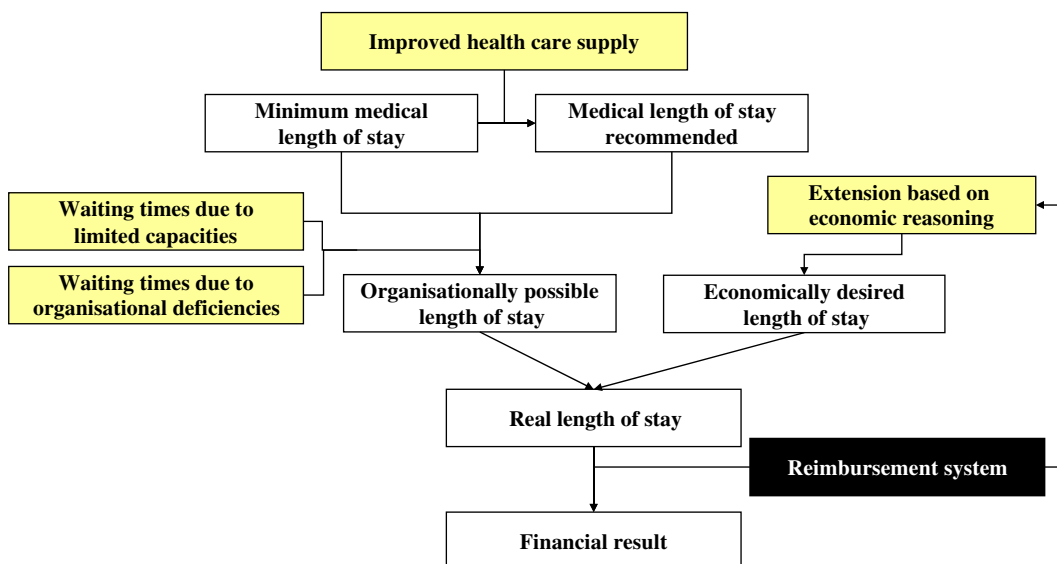 Improved health care supply
Minimum medical
length of stay
Medical length of stay
recommended
Waiting times due to
limited capacities
Extension based on
economic reasoning
Waiting times due to
organisational deficiencies
Organisationally possible
length of stay
Economically desired
length of stay
Real length of stay
Reimbursement system
Financial result